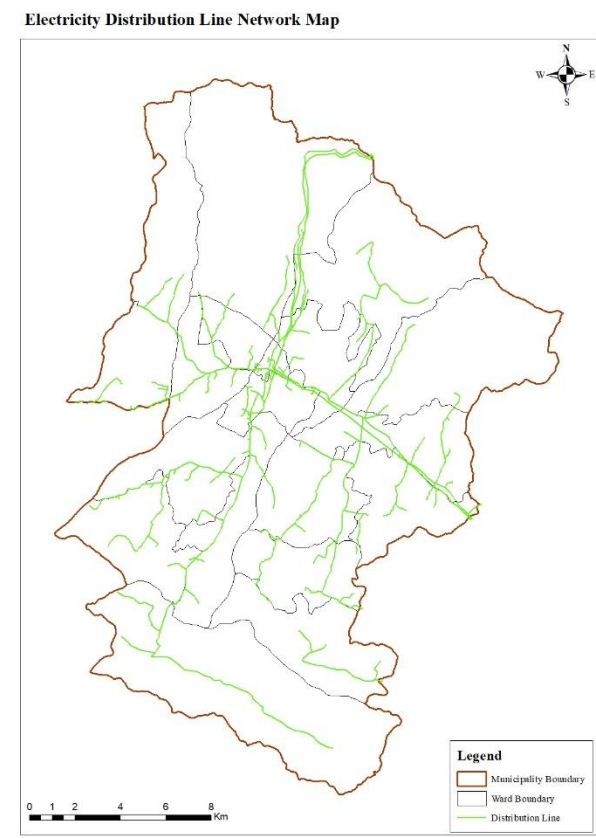 Electricity Distribution Line Network Map
N
W E
S
Legend
Municipality Boundary
Ward Boundary
Distribution Line
0 1 2 4 6 8
Km